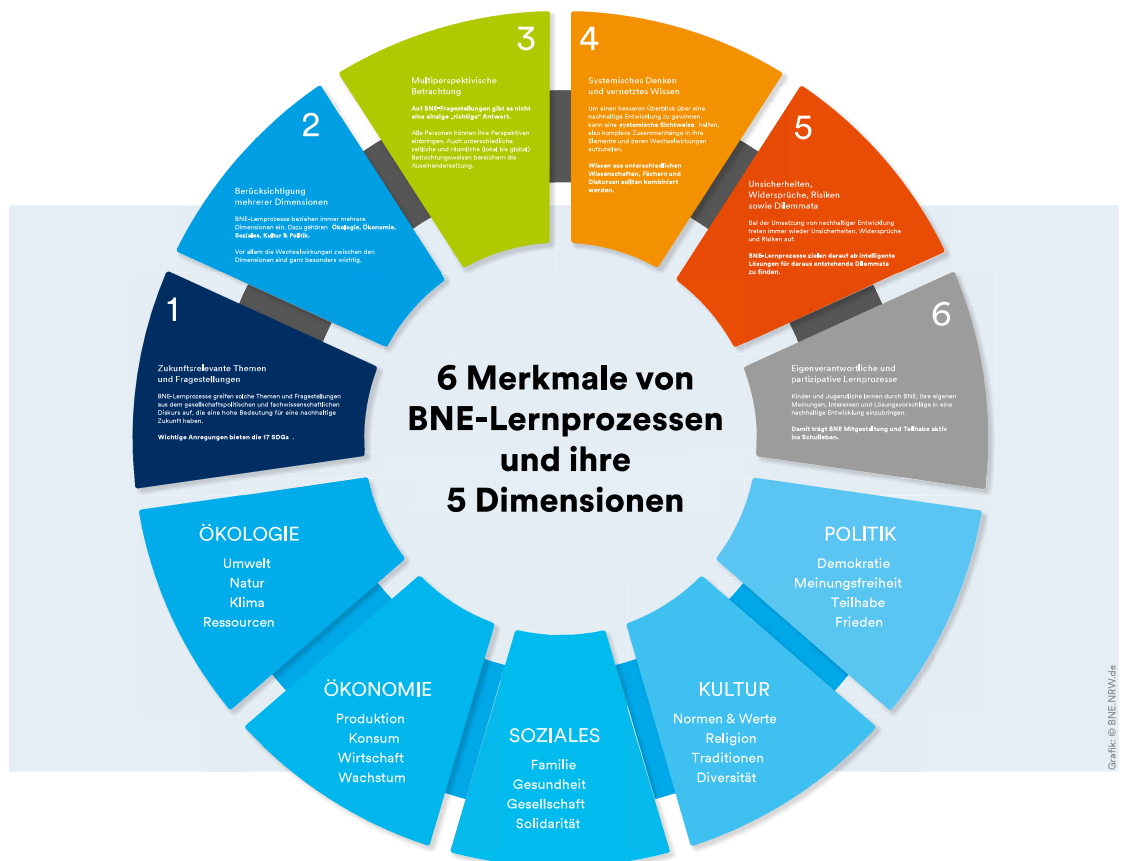 6 Merkmale von
BNE-Lernprozessen
und ihre
5 Dimensionen
1
Zukunftsrelevante Themen
und Fragestellungen
BNE-Lernprozesse greifen solche Themen und Fragestellungen
aus dem gesellschaftspolitischen und fachwissenschaftlichen
Diskurs auf, die eine hohe Bedeutung für eine nachhaltige
Zukunft haben.
Wichtige Anregungen bieten die 17 SDGs .
2
Berücksichtigung
mehrerer Dimensionen
BNE-Lernprozesse beziehen immer mehrere
Dimensionen ein. Dazu gehören Ökologie, Ökonomie,
Soziales, Kultur & Politik.
Vor allem die Wechselwirkungen zwischen den
Dimensionen sind ganz besonders wichtig.
3
Multiperspektivische
Betrachtung
Auf BNE-Fragestellungen gibt es nicht
eine einzige „richtige“ Antwort.
Alle Personen können ihre Perspektiven
einbringen. Auch unterschiedliche
zeitliche und räumliche (lokal bis global)
Betrachtungsweisen bereichern die
Auseinandersetzung.
4
Systemisches Denken
und vernetztes Wissen
Um einen besseren Überblick über eine
nachhaltige Entwicklung zu gewinnen,
kann eine systemische Sichtweise helfen,
also komplexe Zusammenhänge in ihre
Elemente und deren Wechselwirkungen
aufzuteilen.
Wissen aus unterschiedlichen
Wissenschaften, Fächern und
Diskursen sollten kombiniert
werden.
5
Unsicherheiten,
Widersprüche, Risiken
sowie Dilemmata
Bei der Umsetzung von nachhaltiger Entwicklung
treten immer wieder Unsicherheiten, Widersprüche
und Risiken auf.
BNE-Lernprozesse zielen darauf ab intelligente
Lösungen für daraus entstehende Dilemmata
zu finden.
6
Eigenverantwortliche und
partizipative Lernprozesse
Kinder und Jugendliche lernen durch BNE, ihre eigenen
Meinungen, Interessen und Lösungsvorschläge in eine
nachhaltige Entwicklung einzubringen.
Damit trägt BNE Mitgestaltung und Teilhabe aktiv
ins Schulleben.
ÖKOLOGIE
Umwelt
Natur
Klima
Ressourcen
ÖKONOMIE
Produktion
Konsum
Wirtschaft
Wachstum
SOZIALES
Familie
Gesundheit
Gesellschaft
Solidarität
KULTUR
Normen & Werte
Religion
Traditionen
Diversität
POLITIK
Demokratie
Meinungsfreiheit
Teilhabe
Frieden
Grafik: © BNE.NRW.de